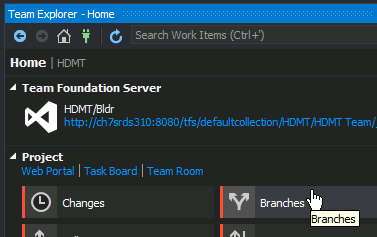 Team Explorer - Home
Search Work Items (Ctrl+')
Home | HDMT
Team Foundation Server
HDMT/Bldr
http://ch7srds310:8080/tfs/defaultcollection/HDMT/HDMT Team/_
Project
Web Portal | Task Board | Team Room
Changes
Branches
Branches